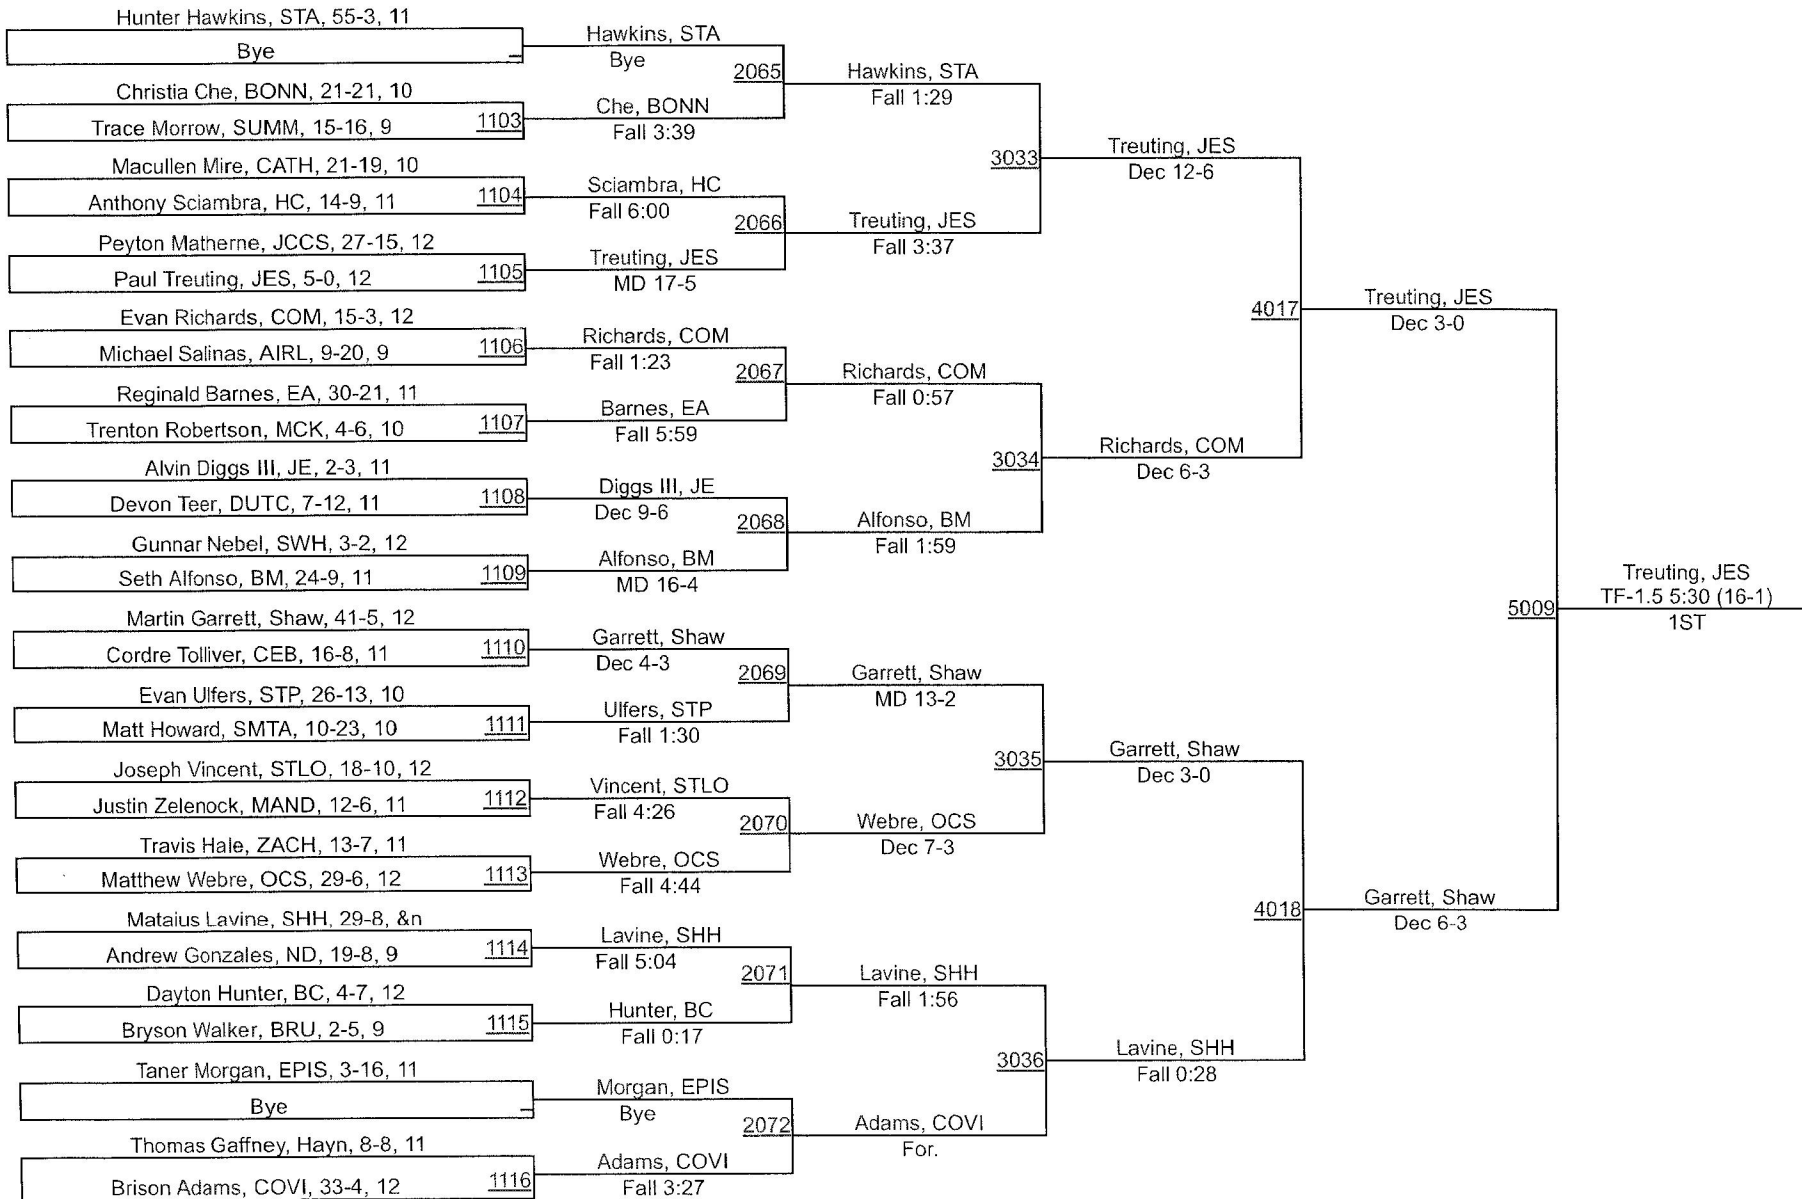 Hunter Hawkins, STA, 55-3, 11
Bye
Christia Che, BONN, 21-21, 10
Trace Morrow, SUMM, 15-16, 9
1103
Macullen Mire, CATH, 21-19, 10
Anthony Sciambra, HC, 14-9, 11
1104
Peyton Matherne, JCCS, 27-15, 12
Paul Treuting, JES, 5-0, 12
1105
Evan Richards, COM, 15-3, 12
Michael Salinas, AIRL, 9-20, 9
1106
Reginald Barnes, EA, 30-21, 11
Trenton Robertson, MCK, 4-6, 10
1107
Alvin Diggs III, JE, 2-3, 11
Devon Teer, DUTC, 7-12, 11
1108
Gunnar Nebel, SWH, 3-2, 12
Seth Alfonso, BM, 24-9, 11
1109
Martin Garrett, Shaw, 41-5, 12
Cordre Tolliver, CEB, 16-8, 11
1110
Evan Ulfers, STP, 26-13, 10
Matt Howard, SMTA, 10-23, 10
1111
Joseph Vincent, STLO, 18-10, 12
Justin Zelenock, MAND, 12-6, 11
1112
Travis Hale, ZACH, 13-7, 11
Matthew Webre, OCS, 29-6, 12
1113
Mataius Lavine, SHH, 29-8, &n
Andrew Gonzales, ND, 19-8, 9
1114
Dayton Hunter, BC, 4-7, 12
Bryson Walker, BRU, 2-5, 9
1115
Taner Morgan, EPIS, 3-16, 11
Bye
Thomas Gaffney, Hayn, 8-8, 11
Brison Adams, COVI, 33-4, 12
1116
Hawkins, STA
Bye
2065
Che, BONN
Fall 3:39
Sciambra, HC
Fall 6:00
2066
Treuting, JES
MD 17-5
Richards, COM
Fall 1:23
2067
Barnes, EA
Fall 5:59
Diggs III, JE
Dec 9-6
2068
Alfonso, BM
MD 16-4
Garrett, Shaw
Dec 4-3
2069
Ulfers, STP
Fall 1:30
Vincent, STLO
Fall 4:26
2070
Webre, OCS
Fall 4:44
Lavine, SHH
Fall 5:04
2071
Hunter, BC
Fall 0:17
Morgan, EPIS
Bye
2072
Adams, COVI
Fall 3:27
Hawkins, STA
Fall 1:29
3033
Treuting, JES
Fall 3:37
Richards, COM
Fall 0:57
3034
Alfonso, BM
Fall 1:59
Garrett, Shaw
MD 13-2
3035
Webre, OCS
Dec 7-3
Lavine, SHH
Fall 1:56
3036
Adams, COVI
For.
Treuting, JES
Dec 12-6
4017
Richards, COM
Dec 6-3
Garrett, Shaw
Dec 3-0
4018
Lavine, SHH
Fall 0:28
Treuting, JES
Dec 3-0
5009
Garrett, Shaw
Dec 6-3
Treuting, JES
TF-1.5 5:30 (16-1)
1ST